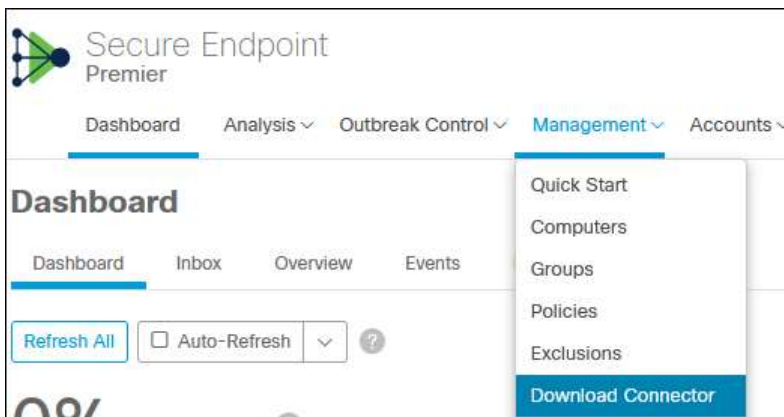 Secure Endpoint
Premier
Dashboard Analysis Outbreak Control Management Accounts
Dashboard
Dashboard Inbox Overview Events
Refresh All Auto-Refresh ?
Quick Start
Computers
Groups
Policies
Exclusions
Download Connector
0%